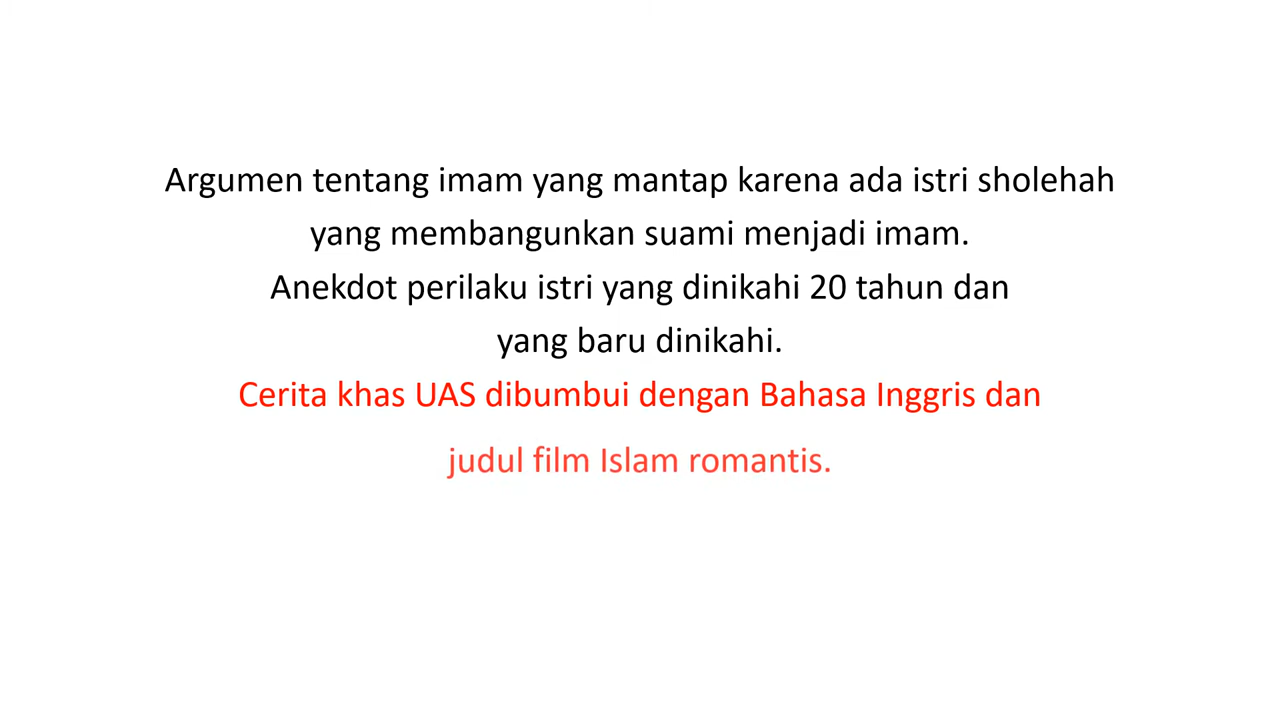 Argumen tentang imam yang mantap karena ada istri sholehah
yang membangunkan suami menjadi imam.
Anekdot perilaku istri yang dinikahi 20 tahun dan
yang baru dinikahi.
Cerita khas UAS dibumbui dengan Bahasa Inggris dan
judul film Islam romantis.